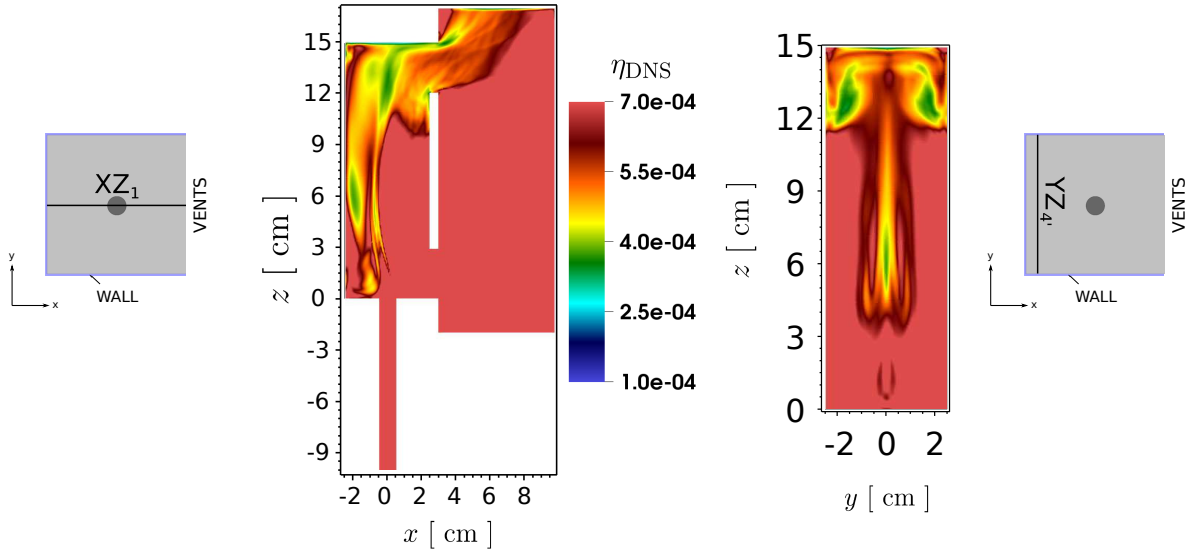 XZ1
VENTS
y
x
WALL
15
12
9
6
3
0
-3
-6
-9
z [ cm ]
-2 0 2 4 6 8
x [ cm ]
ηDNS
7.0e-04
5.5e-04
4.0e-04
2.5e-04
1.0e-04
15
12
9
6
3
0
z [ cm ]
-2 0 2
y [ cm ]
YZ4'
VENTS
y
x
WALL